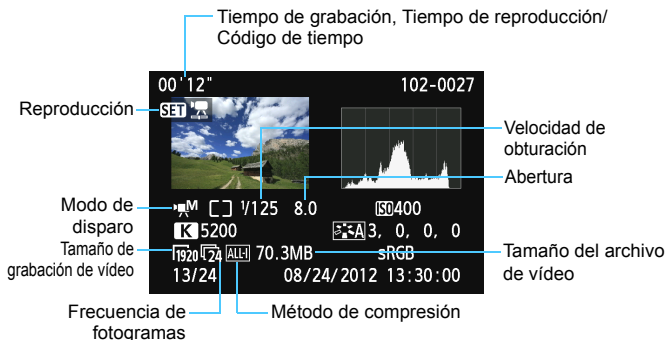 Tiempo de grabación, Tiempo de reproducción/
Código de tiempo
00'12" 102-0027
Reproducción
SET
Velocidad de
obturación
Abertura
Modo de
disparo
M 1/125 8.0 ISO400
K 5200 A 3, 0, 0, 0
Tamaño de
grabación de vídeo
1920 24 ALL-I 70.3MB sRGB
Tamaño del archivo
de vídeo
13/24 08/24/2012 13:30:00
Frecuencia de
fotogramas
Método de compresión